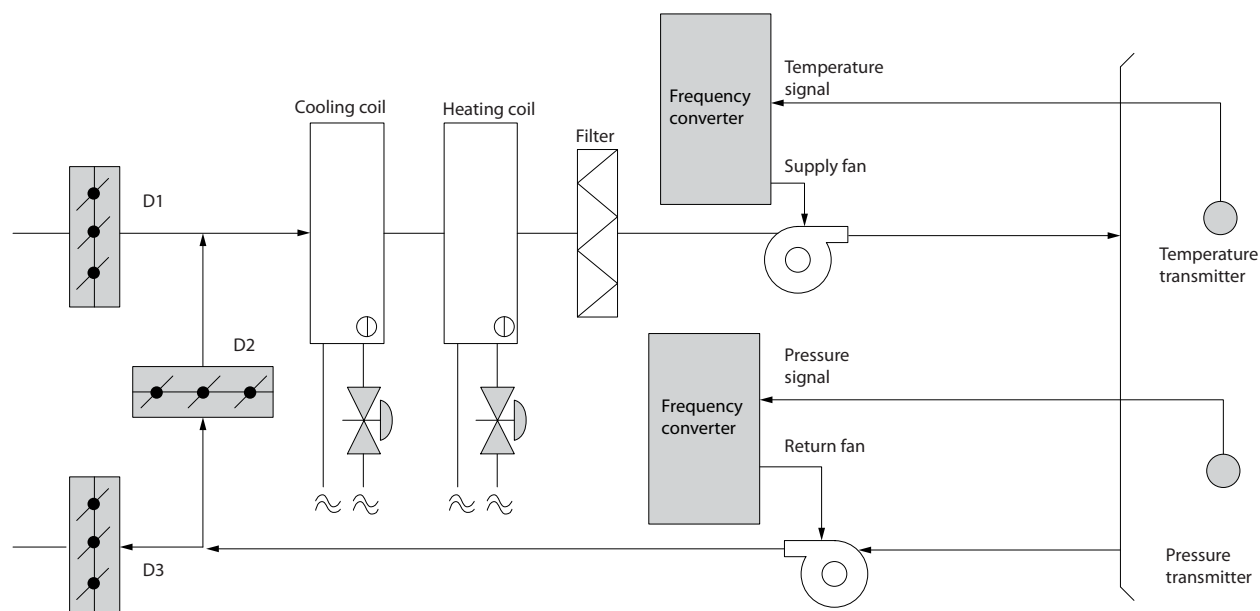 Temperature
signal
Frequency
converter
Cooling coil
Heating coil
Filter
Supply fan
D1
Temperature
transmitter
D2
Pressure
signal
Frequency
converter
Return fan
D3
Pressure
transmitter